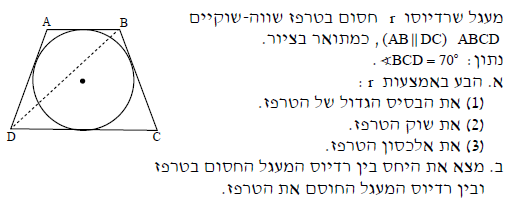 מעגל שרדיוסו r חסום בטרפז שווה-שוקיים
ABCD (AB || DC), כמתואר בציור.
נתון: ∢BCD = 70°.
א. הבע באמצעות r:
(1) את הבסיס הגדול של הטרפז.
(2) את שוק הטרפז.
(3) את אלכסון הטרפז.
ב. מצא את היחס בין רדיוס המעגל החסום בטרפז
ובין רדיוס המעגל החוסם את הטרפז.
A B
D C